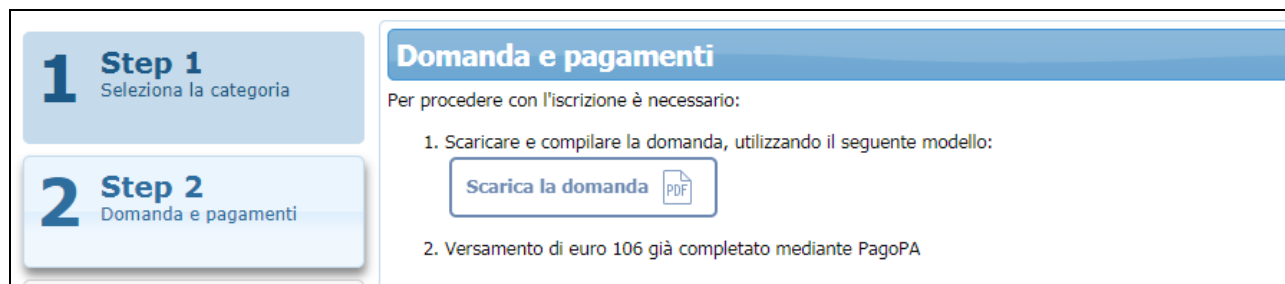 1
Step 1
Seleziona la categoria
2
Step 2
Domanda e pagamenti
Domanda e pagamenti
Per procedere con l'iscrizione è necessario:
1. Scaricare e compilare la domanda, utilizzando il seguente modello:
Scarica la domanda PDF
2. Versamento di euro 106 già completato mediante PagoPA